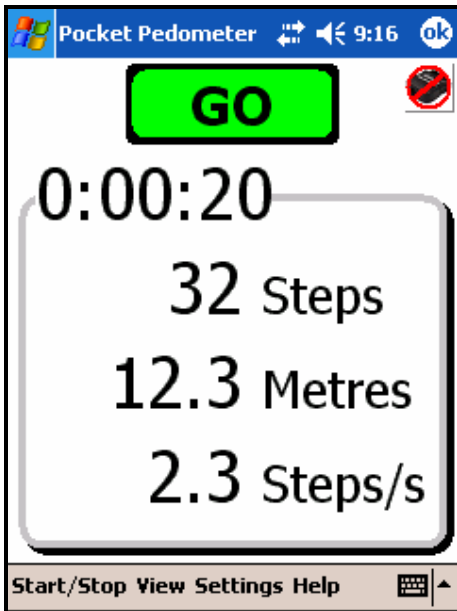 Pocket Pedometer 9:16 ok
GO
0:00:20
32 Steps
12.3 Metres
2.3 Steps/s
Start/Stop View Settings Help